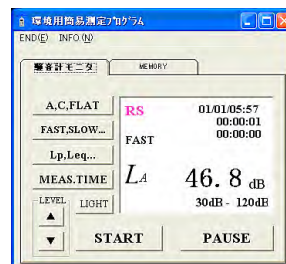 環境用簡易測定プログラム
END(E) INFO(N)
騒音計モニタ MEMORY
A,C,FLAT
FAST,SLOW...
Lp,Leq...
MEAS.TIME
LEVEL
LIGHT
▲
▼
RS 01/01/05:57
00:00:01
FAST 00:00:00
LA 46.8 dB
30dB - 120dB
START PAUSE